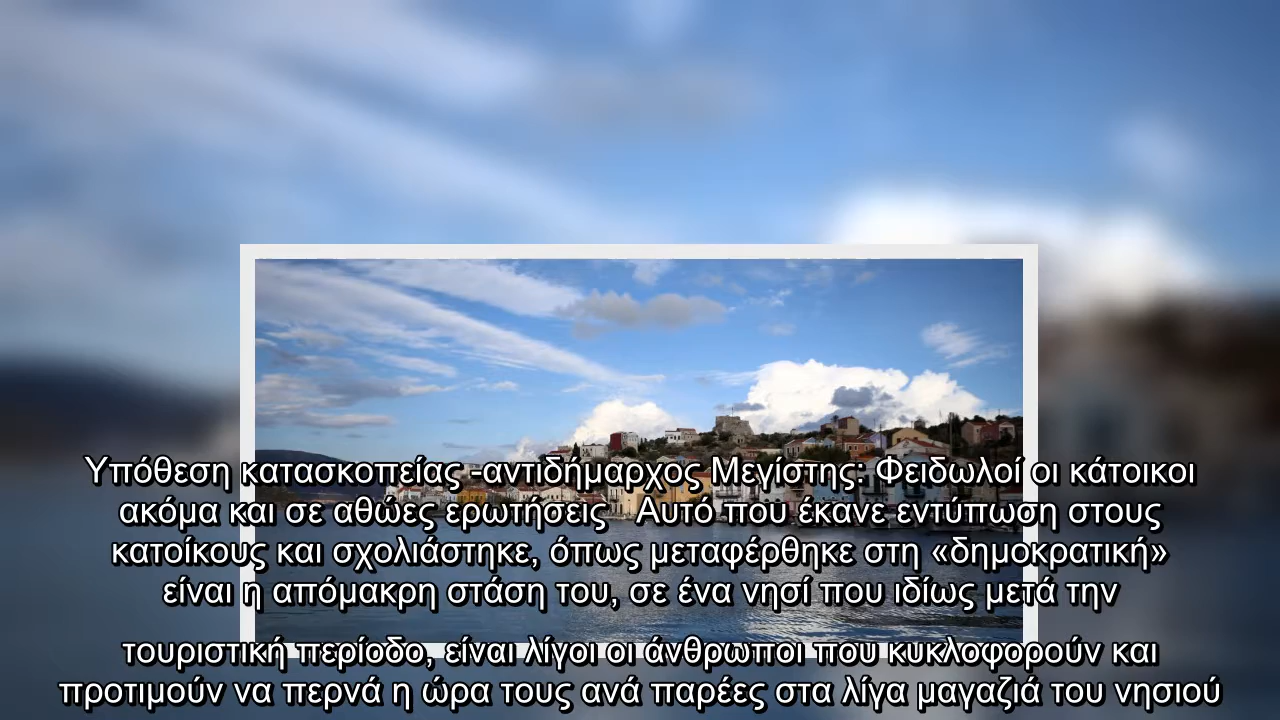 Υπόθεση κατασκοπείας -αντιδήμαρχος Μεγίστης: Φειδωλοί οι κάτοικοι
ακόμα και σε αθώες ερωτήσεις   Αυτό που έκανε εντύπωση στους
κατοίκους και σχολιάστηκε, όπως μεταφέρθηκε στη «δημοκρατική»
είναι η απόμακρη στάση του, σε ένα νησί που ιδίως μετά την
τουριστική περίοδο, είναι λίγοι οι άνθρωποι που κυκλοφορούν και
προτιμούν να περνά η ώρα τους ανά παρέες στα λίγα μαγαζιά του νησιού